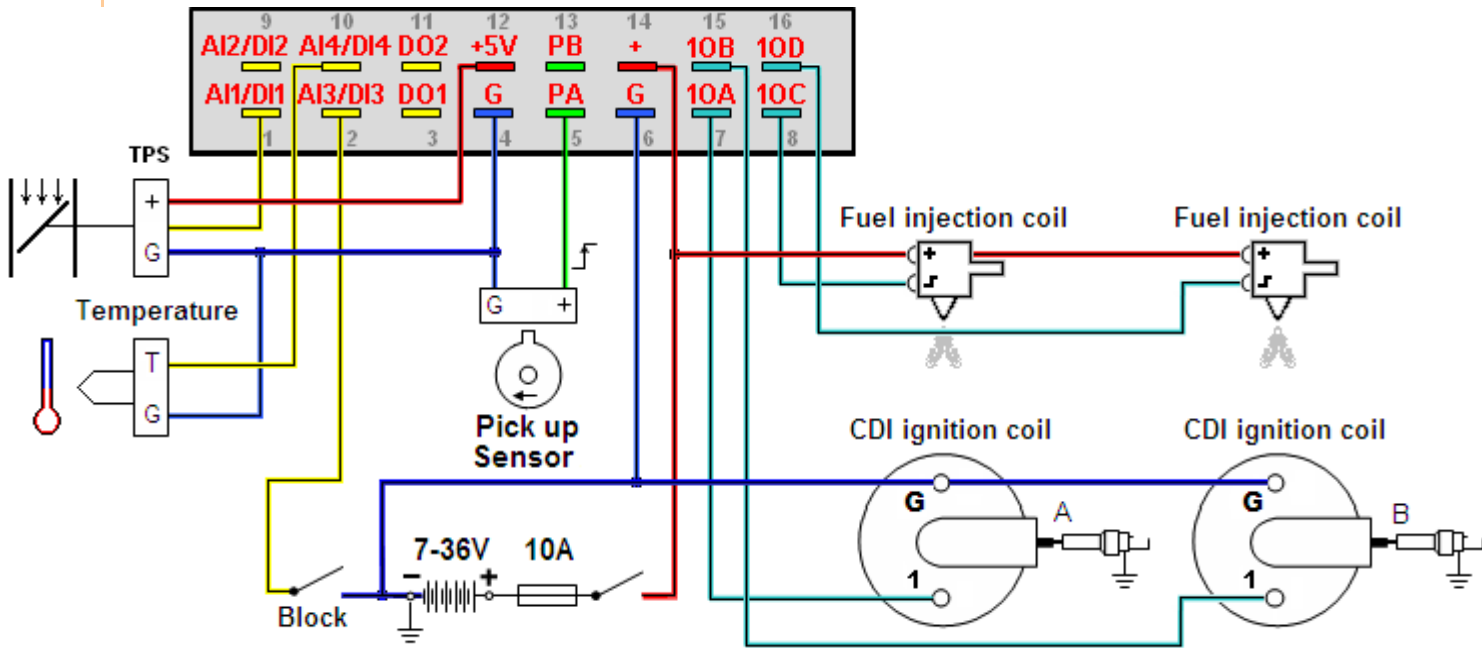 9 10 11 12 13 14 15 16
AI2/DI2 AI4/DI4 DO2 +5V PB + 10B 10D
AI1/DI1 AI3/DI3 DO1 G PA G 10A 10C
1 2 3 4 5 6 7 8
TPS
+
G
Fuel injection coil Fuel injection coil
+ +
G +
Temperature
T
G
Pick up
Sensor
CDI ignition coil CDI ignition coil
G G
A B
7-36V 10A
- +
1 1
Block